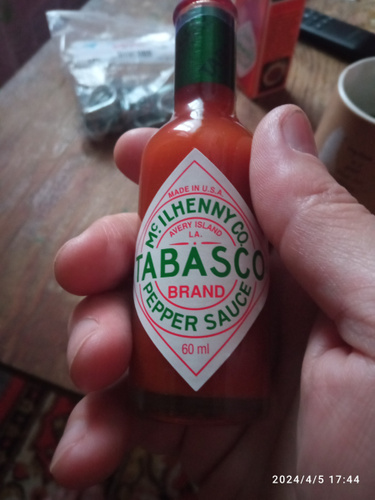 MADE IN U.S.A.
McILHENNY CO.
AVERY ISLAND
LA.
TABASCO
BRAND
PEPPER SAUCE
60 ml
2024/4/5 17:44